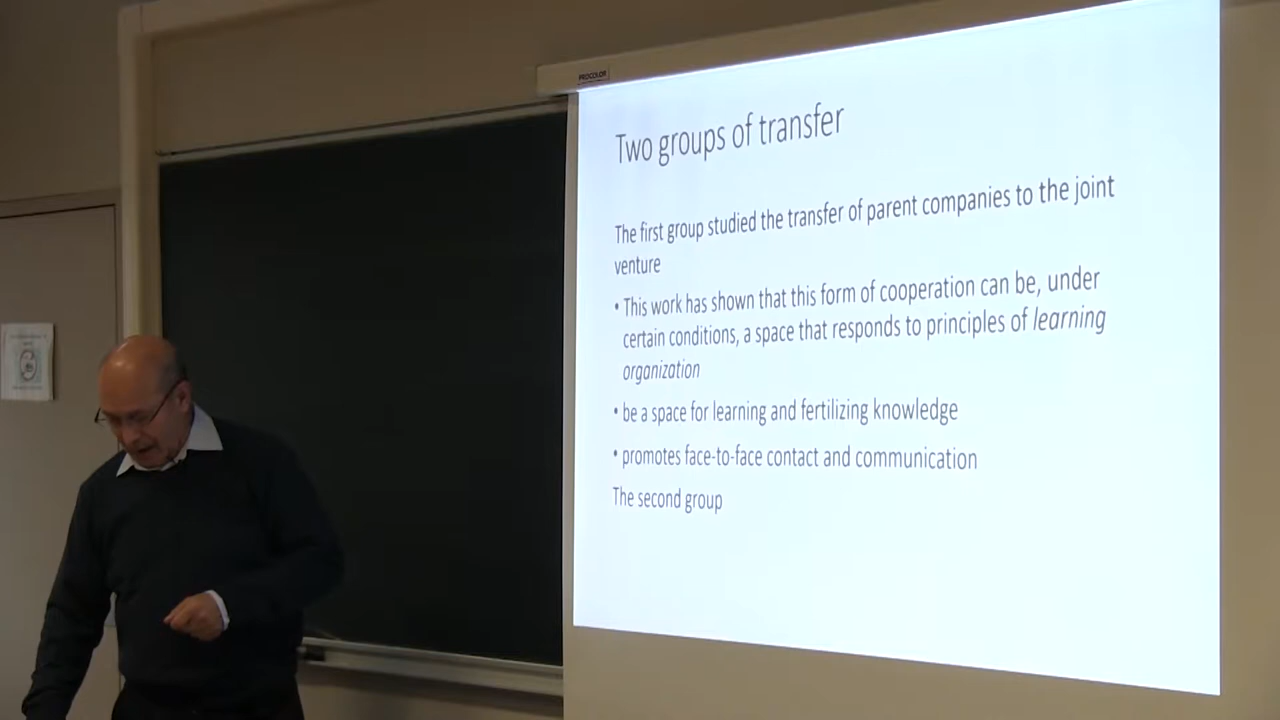 PROCOLOR
Two groups of transfer
The first group studied the transfer of parent companies to the joint
venture
• This work has shown that this form of cooperation can be, under
certain conditions, a space that responds to principles of learning
organization
• be a space for learning and fertilizing knowledge
• promotes face-to-face contact and communication
The second group